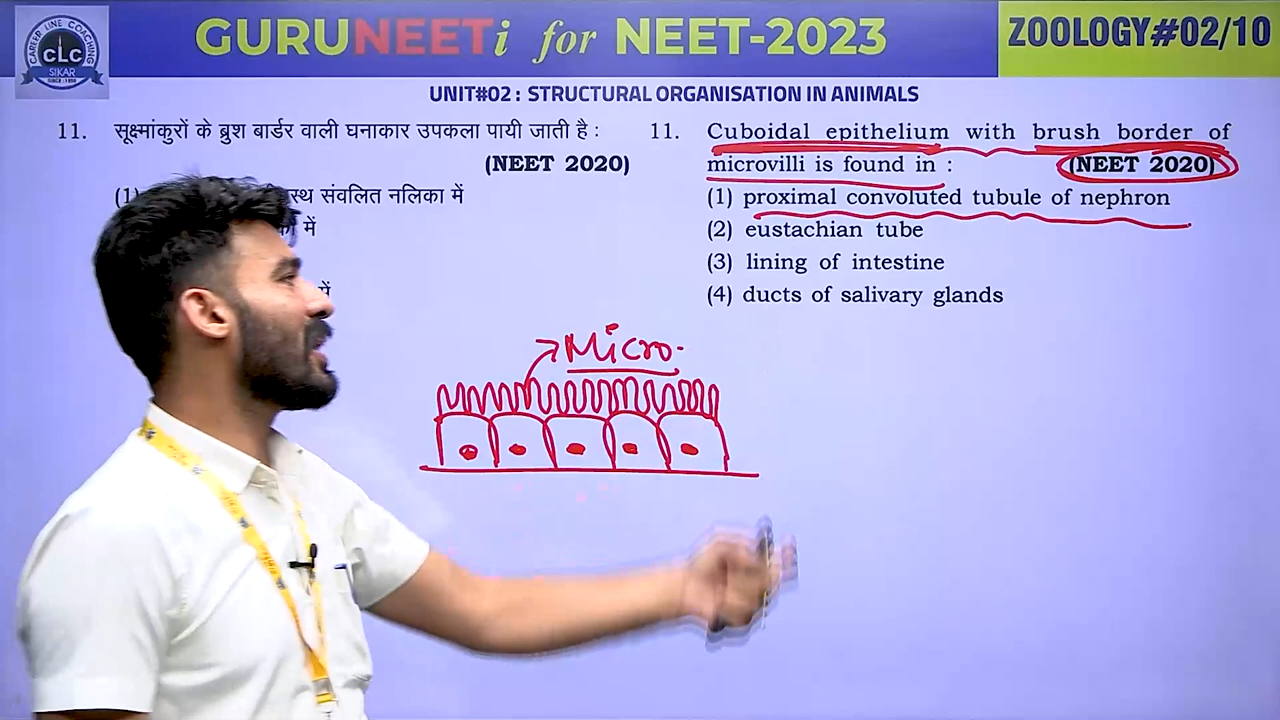 CAREER LINE COACHING
CLC
SIKAR
SINCE : 1996
GURUNEETi for NEET-2023
ZOOLOGY#02/10
UNIT#02 : STRUCTURAL ORGANISATION IN ANIMALS
11. सूक्ष्मांकुरों के ब्रुश बार्डर वाली घनाकार उपकला पायी जाती है :
(NEET 2020)
(1) स्थ संवलित नलिका में
में
में
11. Cuboidal epithelium with brush border of
microvilli is found in : (NEET 2020)
(1) proximal convoluted tubule of nephron
(2) eustachian tube
(3) lining of intestine
(4) ducts of salivary glands
Micro.